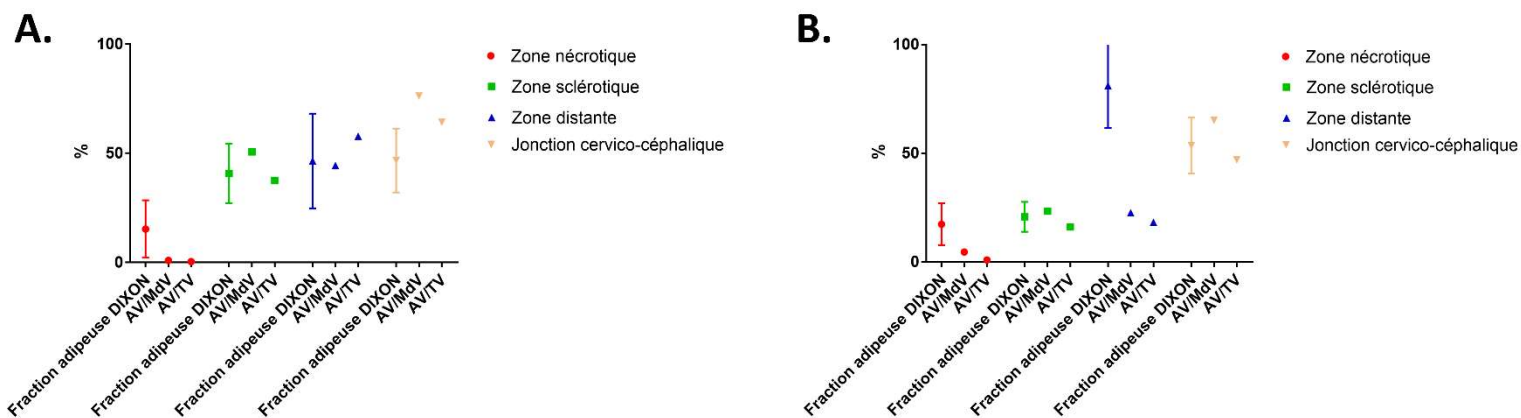 A.
100
50
0
%
Fraction adipeuse DIXON
AV/MdV
AV/TV
Fraction adipeuse DIXON
AV/MdV
AV/TV
Fraction adipeuse DIXON
AV/MdV
AV/TV
Fraction adipeuse DIXON
AV/MdV
AV/TV
Zone nécrotique
Zone sclérotique
Zone distante
Jonction cervico-céphalique
B.
100
50
0
%
Fraction adipeuse DIXON
AV/MdV
AV/TV
Fraction adipeuse DIXON
AV/MdV
AV/TV
Fraction adipeuse DIXON
AV/MdV
AV/TV
Fraction adipeuse DIXON
AV/MdV
AV/TV
Zone nécrotique
Zone sclérotique
Zone distante
Jonction cervico-céphalique